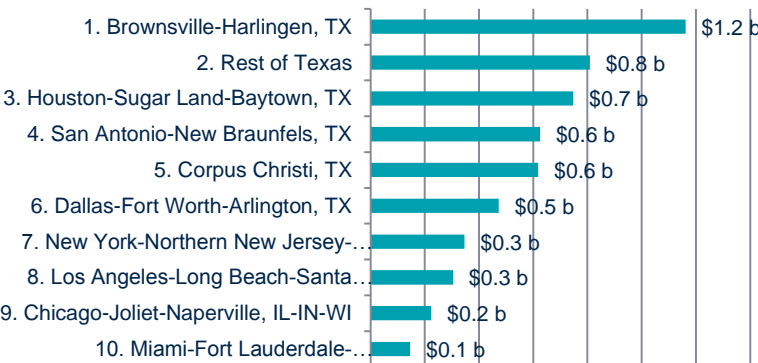 1. Brownsville-Harlingen, TX $1.2 b
2. Rest of Texas $0.8 b
3. Houston-Sugar Land-Baytown, TX $0.7 b
4. San Antonio-New Braunfels, TX $0.6 b
5. Corpus Christi, TX $0.6 b
6. Dallas-Fort Worth-Arlington, TX $0.5 b
7. New York-Northern New Jersey-… $0.3 b
8. Los Angeles-Long Beach-Santa… $0.3 b
9. Chicago-Joliet-Naperville, IL-IN-WI $0.2 b
10. Miami-Fort Lauderdale-… $0.1 b